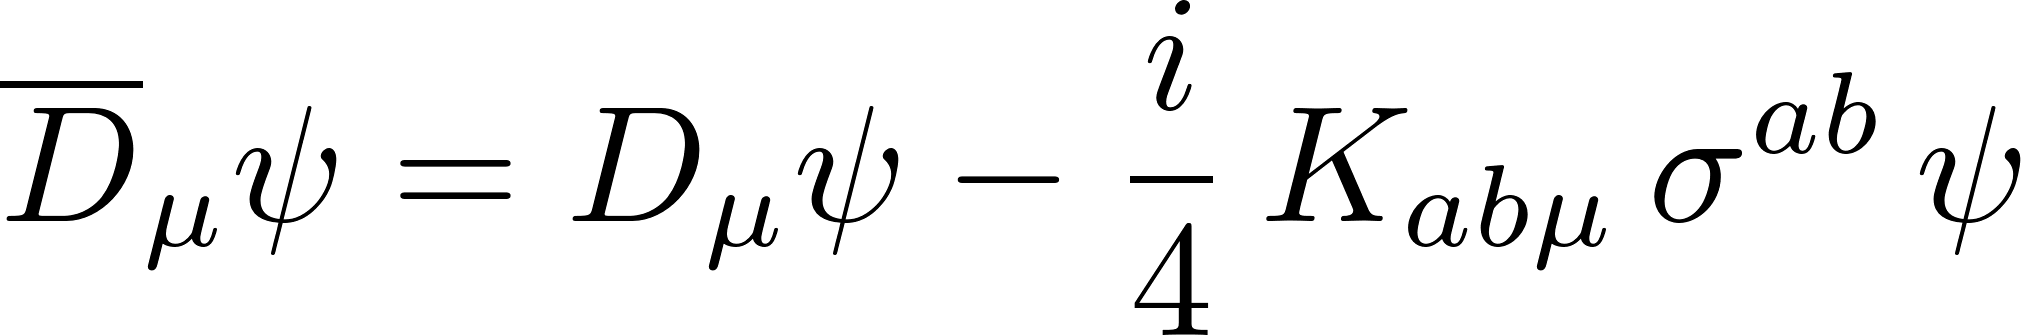 $\overline{D}_{\mu}\psi = D_{\mu}\psi - \frac{i}{4} K_{ab\mu} \, \sigma^{ab} \, \psi$